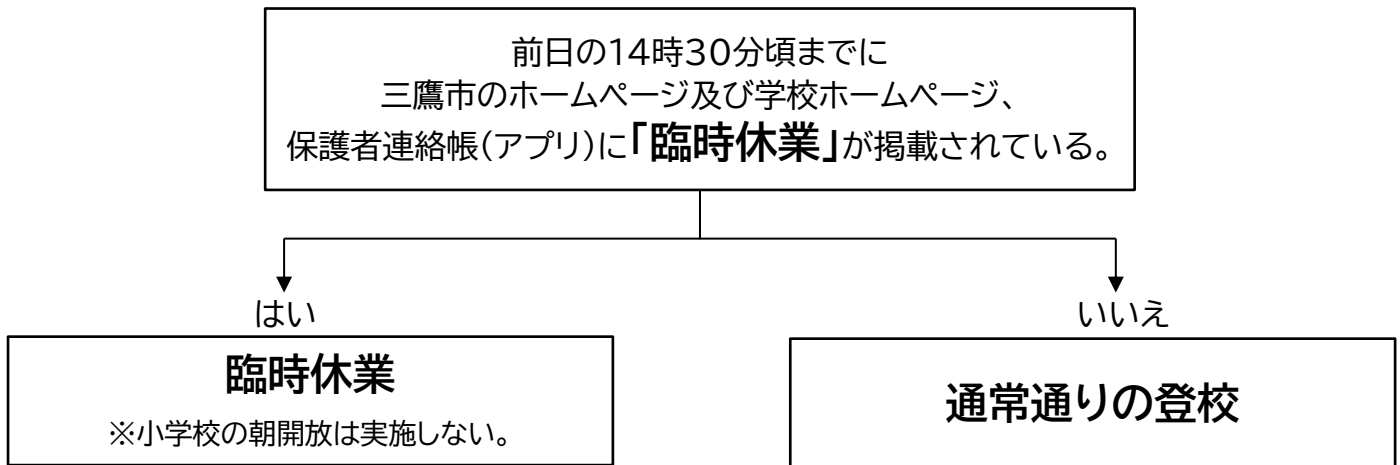 前日の14時30分頃までに
三鷹市のホームページ及び学校ホームページ、
保護者連絡帳(アプリ)に「臨時休業」が掲載されている。
はい
いいえ
臨時休業
※小学校の朝開放は実施しない。
通常通りの登校